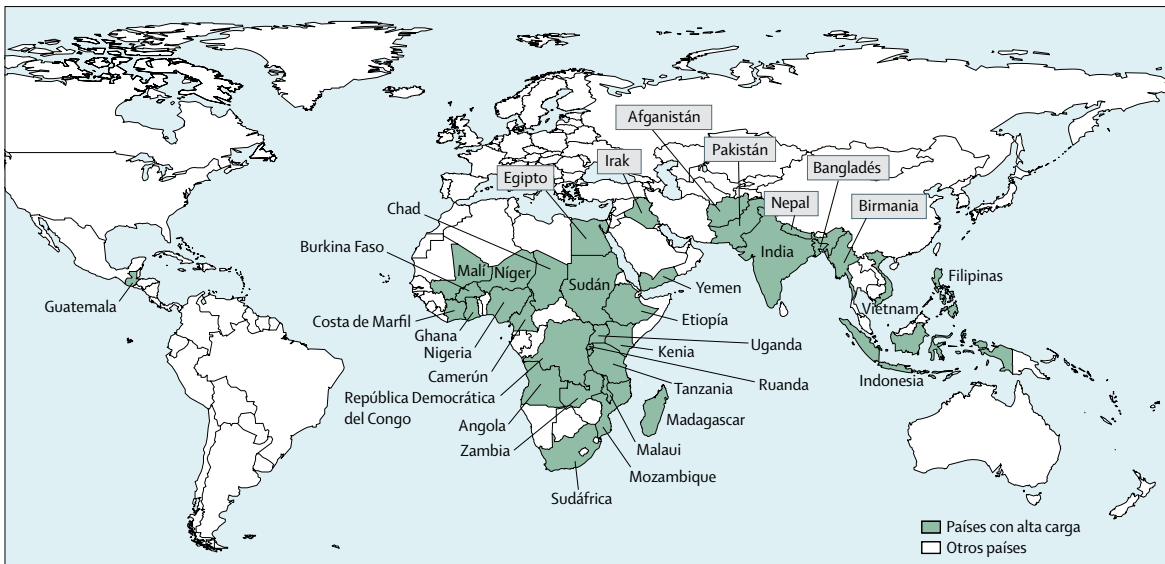 Afganistán
Pakistán
Irak
Bangladés
Egipto
Nepal
Birmania
Chad
Burkina Faso
Malí
Níger
India
Sudán
Filipinas
Yemen
Guatemala
Vietnam
Costa de Marfil
Etiopía
Ghana
Nigeria
Uganda
Kenia
Camerún
Ruanda
Indonesia
República Democrática
del Congo
Tanzania
Madagascar
Angola
Zambia
Malaui
Mozambique
Sudáfrica
Países con alta carga
Otros países